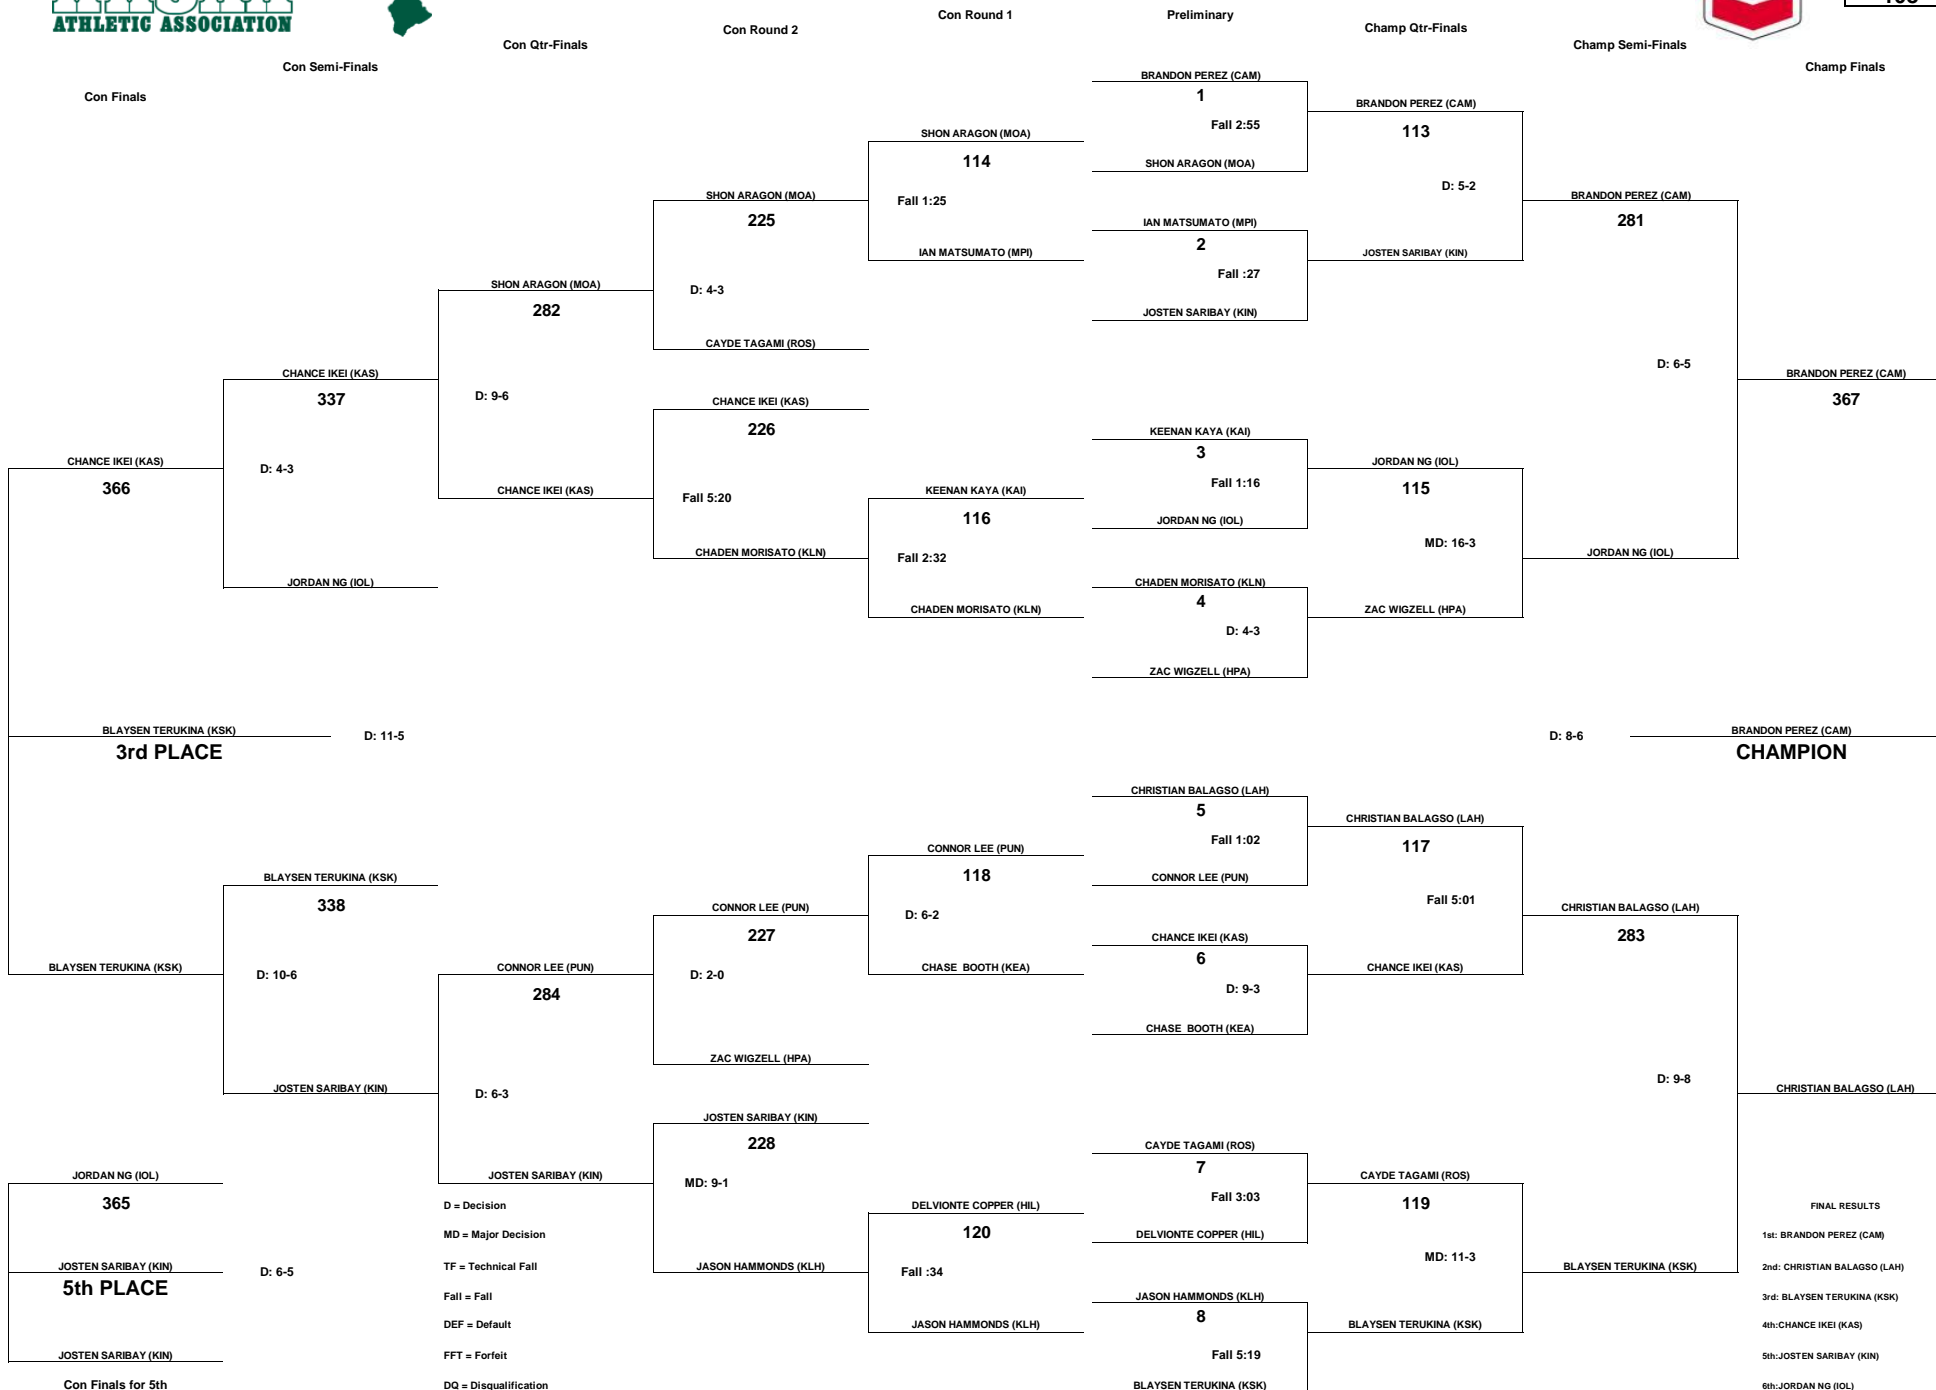 ATHLETIC ASSOCIATION
Con Finals
Con Semi-Finals
Con Qtr-Finals
Con Round 2
Con Round 1
Preliminary
Champ Qtr-Finals
Champ Semi-Finals
Champ Finals
BRANDON PEREZ (CAM)
1
Fall 2:55
SHON ARAGON (MOA)
IAN MATSUMATO (MPI)
2
Fall :27
JOSTEN SARIBAY (KIN)
KEENAN KAYA (KAI)
3
Fall 1:16
JORDAN NG (IOL)
CHADEN MORISATO (KLN)
4
D: 4-3
ZAC WIGZELL (HPA)
CHRISTIAN BALAGSO (LAH)
5
Fall 1:02
CONNOR LEE (PUN)
CHANCE IKEI (KAS)
6
D: 9-3
CHASE  BOOTH (KEA)
CAYDE TAGAMI (ROS)
7
Fall 3:03
DELVIONTE COPPER (HIL)
JASON HAMMONDS (KLH)
8
Fall 5:19
BLAYSEN TERUKINA (KSK)
BRANDON PEREZ (CAM)
113
D: 5-2
JOSTEN SARIBAY (KIN)
JORDAN NG (IOL)
115
MD: 16-3
ZAC WIGZELL (HPA)
CHRISTIAN BALAGSO (LAH)
117
Fall 5:01
CHANCE IKEI (KAS)
CAYDE TAGAMI (ROS)
119
MD: 11-3
BLAYSEN TERUKINA (KSK)
BRANDON PEREZ (CAM)
281
D: 6-5
JORDAN NG (IOL)
CHRISTIAN BALAGSO (LAH)
283
D: 9-8
BLAYSEN TERUKINA (KSK)
BRANDON PEREZ (CAM)
367
D: 8-6
BRANDON PEREZ (CAM)
CHAMPION
CHRISTIAN BALAGSO (LAH)
SHON ARAGON (MOA)
114
Fall 1:25
IAN MATSUMATO (MPI)
KEENAN KAYA (KAI)
116
Fall 2:32
CHADEN MORISATO (KLN)
CONNOR LEE (PUN)
118
D: 6-2
CHASE  BOOTH (KEA)
DELVIONTE COPPER (HIL)
120
Fall :34
JASON HAMMONDS (KLH)
SHON ARAGON (MOA)
225
D: 4-3
CAYDE TAGAMI (ROS)
CHANCE IKEI (KAS)
226
Fall 5:20
CHADEN MORISATO (KLN)
CONNOR LEE (PUN)
227
D: 2-0
ZAC WIGZELL (HPA)
JOSTEN SARIBAY (KIN)
228
MD: 9-1
JASON HAMMONDS (KLH)
SHON ARAGON (MOA)
282
D: 9-6
CHANCE IKEI (KAS)
CONNOR LEE (PUN)
284
D: 6-3
JOSTEN SARIBAY (KIN)
CHANCE IKEI (KAS)
337
D: 4-3
JORDAN NG (IOL)
BLAYSEN TERUKINA (KSK)
338
D: 10-6
JOSTEN SARIBAY (KIN)
CHANCE IKEI (KAS)
366
BLAYSEN TERUKINA (KSK)
3rd PLACE
D: 11-5
BLAYSEN TERUKINA (KSK)
JORDAN NG (IOL)
365
JOSTEN SARIBAY (KIN)
5th PLACE
D: 6-5
JOSTEN SARIBAY (KIN)
Con Finals for 5th
D = Decision
MD = Major Decision
TF = Technical Fall
Fall = Fall
DEF = Default
FFT = Forfeit
DQ = Disqualification
FINAL RESULTS
1st: BRANDON PEREZ (CAM)
2nd: CHRISTIAN BALAGSO (LAH)
3rd: BLAYSEN TERUKINA (KSK)
4th:CHANCE IKEI (KAS)
5th:JOSTEN SARIBAY (KIN)
6th:JORDAN NG (IOL)